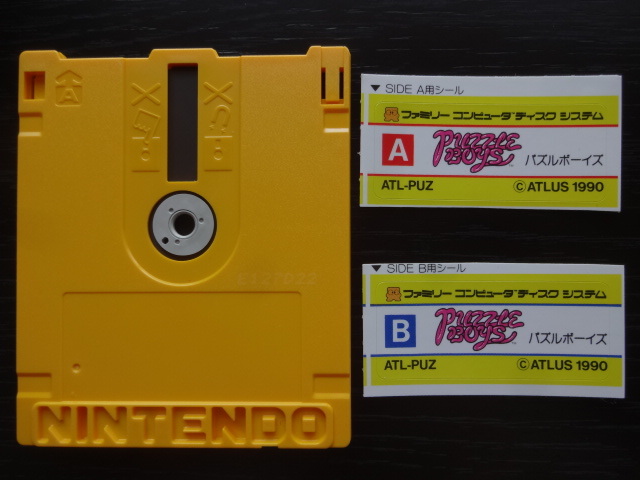 A
C127D22
NINTENDO
▼ SIDE A用シール
ファミリー コンピュータ ディスク システム
A PUZZLE BOYS パズルボーイズ
ATL-PUZ ©ATLUS 1990
▼ SIDE B用シール
ファミリー コンピュータ ディスク システム
B PUZZLE BOYS パズルボーイズ
ATL-PUZ ©ATLUS 1990